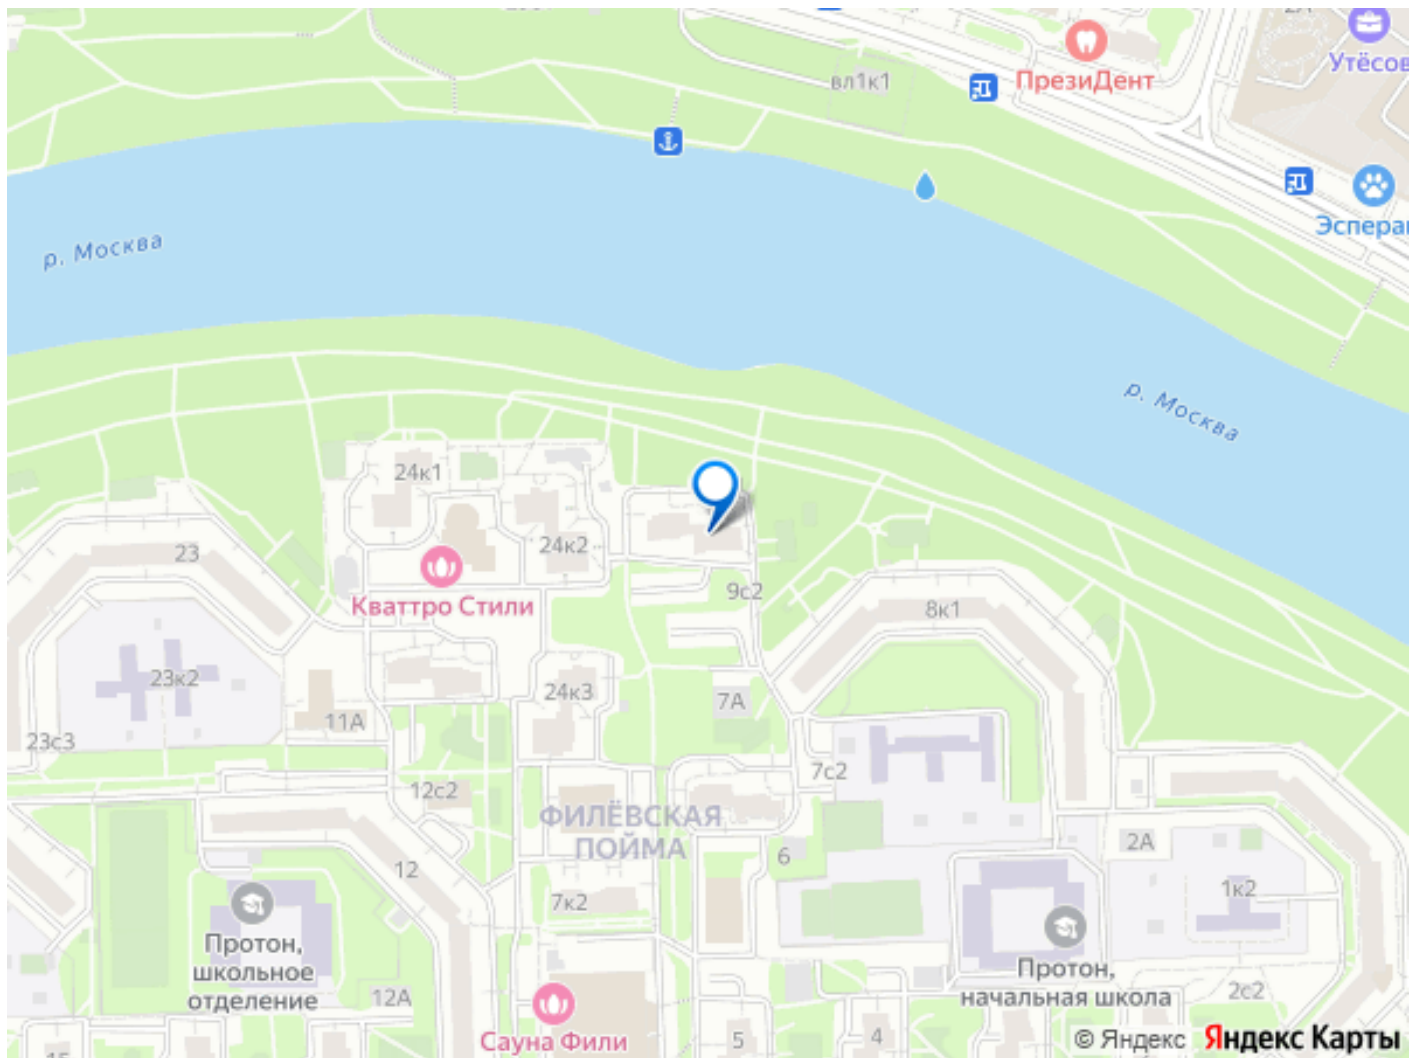 вл1к1
ПрезиДент
Утёсов
Эспера
р. Москва
р. Москва
24к1
24к2
23
Кваттро Стили
9с2
8к1
23к2
24к3
7А
11А
23с3
7с2
12с2
ФИЛЁВСКАЯ
ПОЙМА
2А
6
12
1к2
7к2
Протон,
школьное
отделение
Протон,
начальная школа
12А
2с2
Сауна Фили
5
4
© Яндекс Яндекс Карты